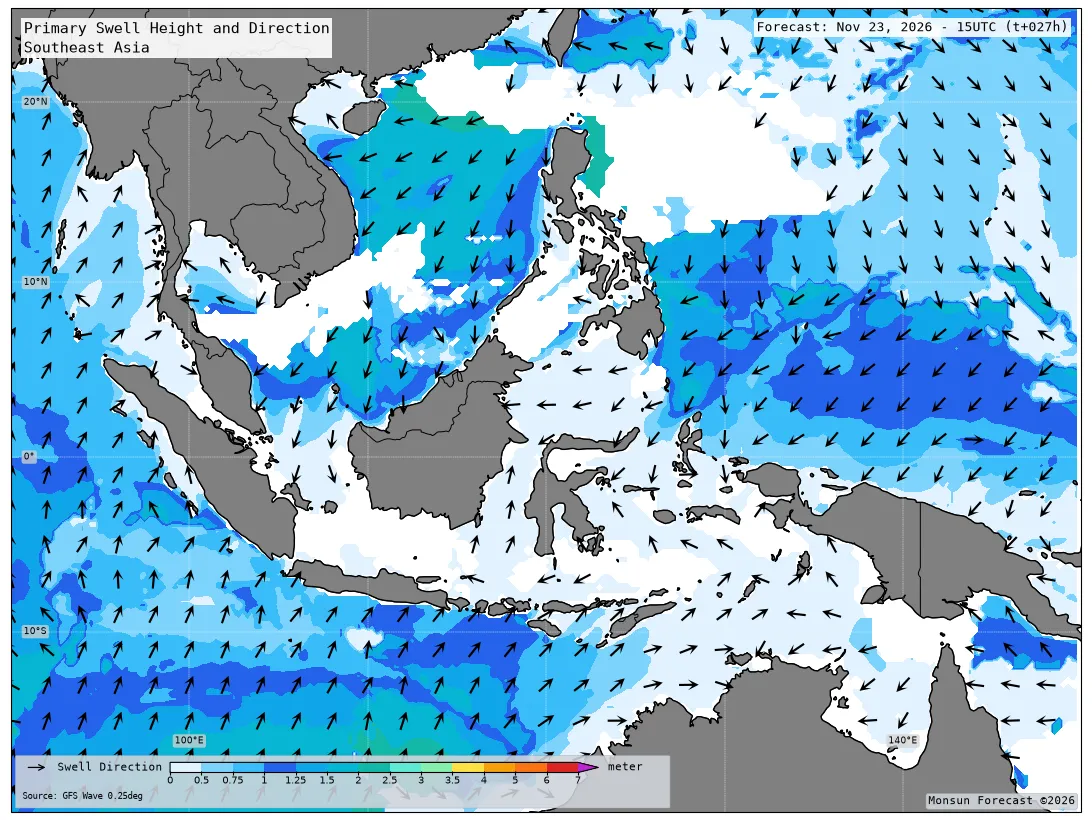 Primary Swell Height and Direction
Southeast Asia
Forecast: Nov 23, 2026 - 15UTC (t+027h)
20°N
10°N
0°
10°S
100°E
140°E
Swell Direction
meter
0 0.5 0.75 1 1.25 1.5 2 2.5 3 3.5 4 5 6 7
Source: GFS Wave 0.25deg
Monsun Forecast ©2026